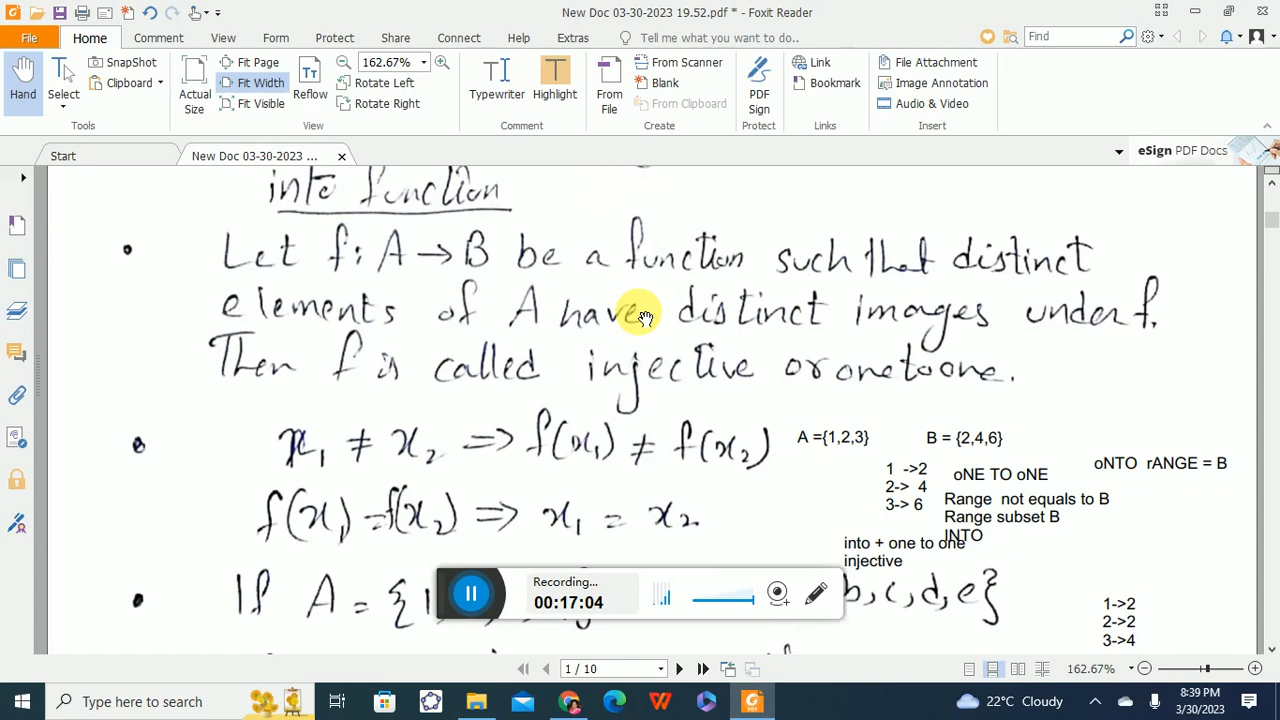 New Doc 03-30-2023 19.52.pdf * - Foxit Reader
File Home Comment View Form Protect Share Connect Help Extras Tell me what you want to do.. Find
Hand
Select
SnapShot
Clipboard
Tools
Actual Size
Fit Page
Fit Width
Fit Visible
Reflow
162.67%
Rotate Left
Rotate Right
View
Typewriter
Highlight
Comment
From File
From Scanner
Blank
From Clipboard
Create
PDF Sign
Protect
Link
Bookmark
Links
File Attachment
Image Annotation
Audio & Video
Insert
Start
New Doc 03-30-2023 ...
eSign PDF Docs
into function
Let f: A → B be a function such that distinct
elements of A have distinct images under f.
Then f is called injective or one to one.
x₁ ≠ x₂ ⟹ f(x₁) ≠ f(x₂)
A ={1,2,3}
B = {2,4,6}
1 ->2
2-> 4
3-> 6
oNE TO oNE
oNTO rANGE = B
Range not equals to B
Range subset B
INTO
f(x₁) = f(x₂) ⟹ x₁ = x₂
into + one to one
injective
If A = {1,
b, c, d, e}
1->2
2->2
3->4
Recording...
00:17:04
1 / 10
162.67%
Type here to search
22°C Cloudy
8:39 PM
3/30/2023